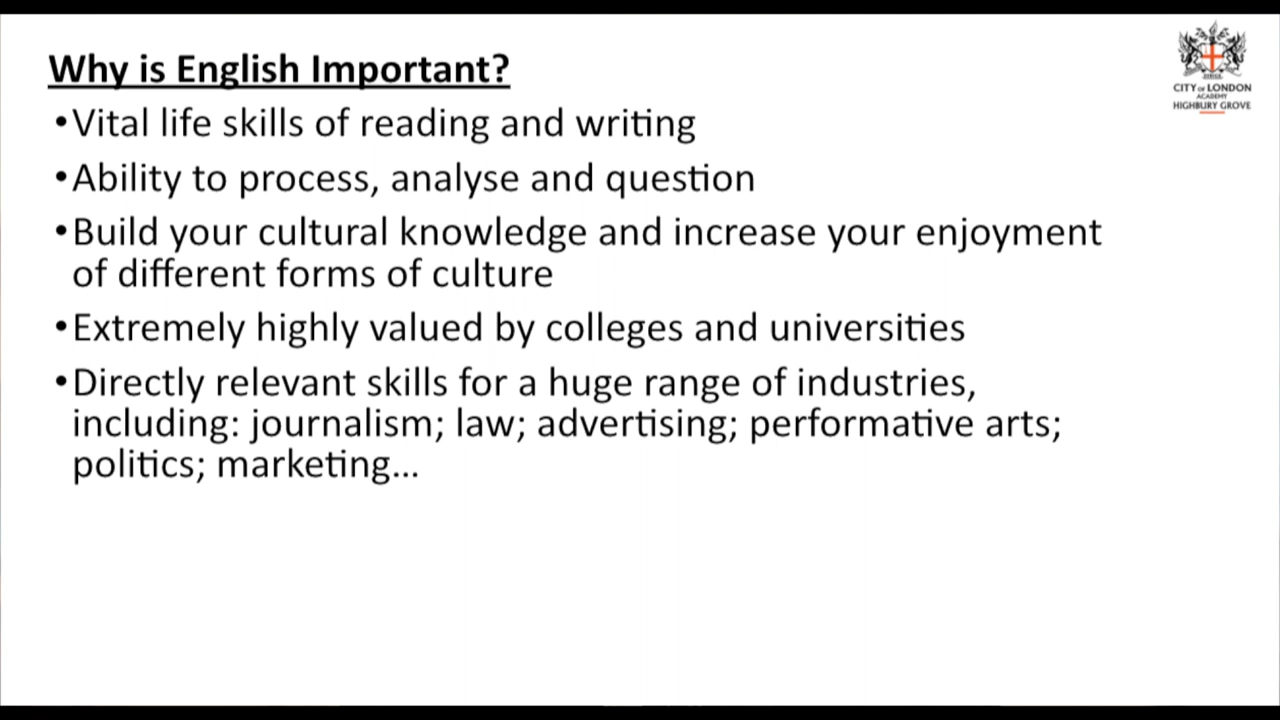 Why is English Important?
•Vital life skills of reading and writing
•Ability to process, analyse and question
•Build your cultural knowledge and increase your enjoyment
of different forms of culture
•Extremely highly valued by colleges and universities
•Directly relevant skills for a huge range of industries,
including: journalism; law; advertising; performative arts;
politics; marketing...
CITY OF LONDON
ACADEMY
HIGHBURY GROVE